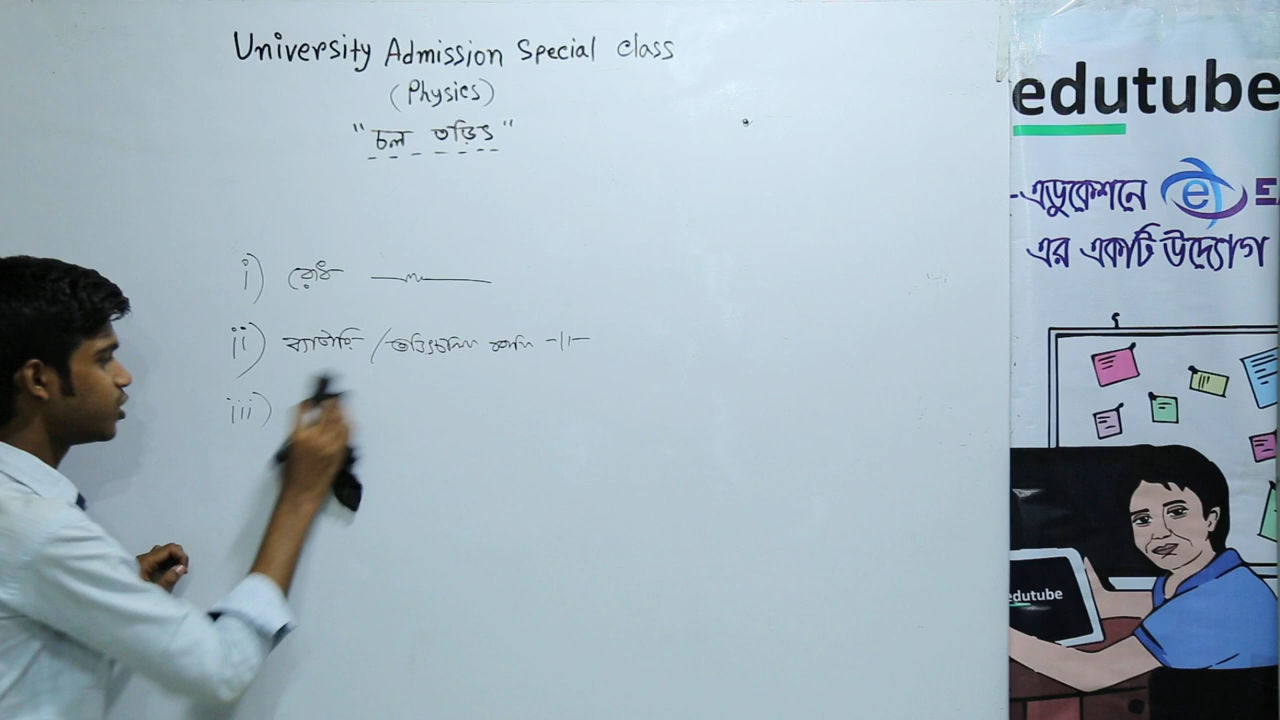 University Admission Special class
(Physics)
"চল তড়িৎ"
i) রোধ
ii) ব্যাটারি / তড়িৎচালক শক্তি
iii)
edutube
-এডুকেশনে e
এর একটি উদ্যোগ
edutube